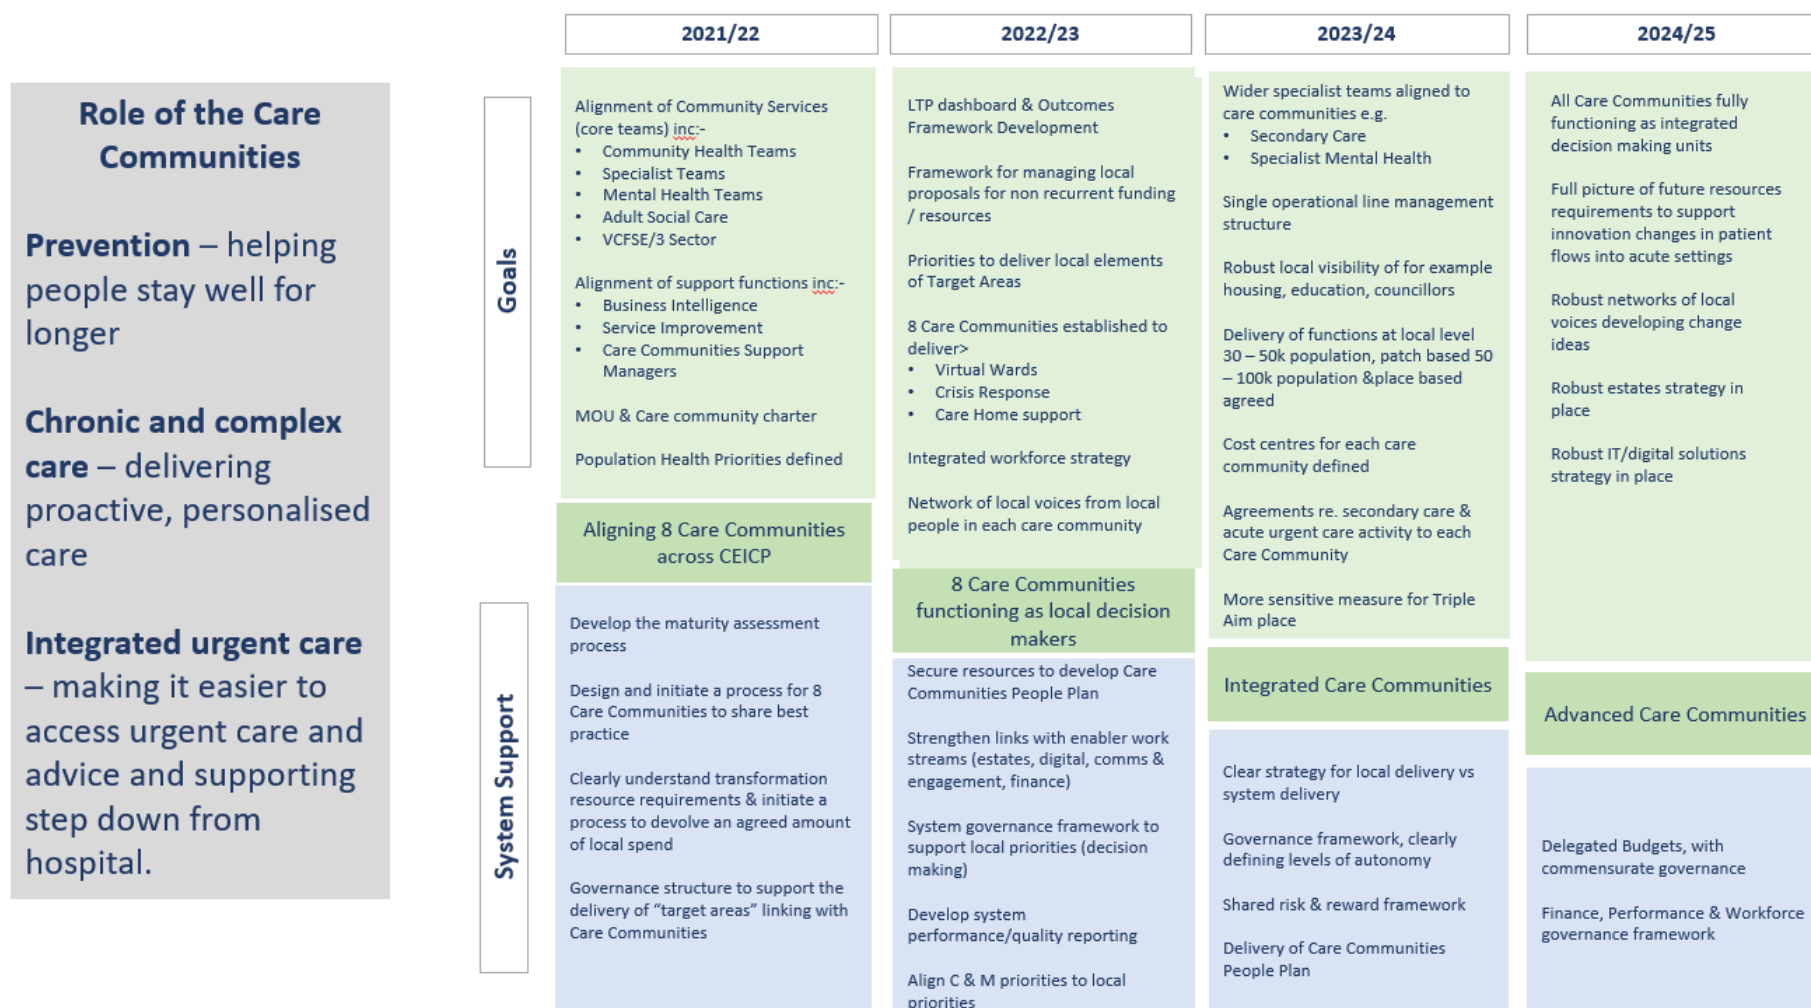 Role of the Care
Communities
Prevention – helping
people stay well for
longer
Chronic and complex
care – delivering
proactive, personalised
care
Integrated urgent care
– making it easier to
access urgent care and
advice and supporting
step down from
hospital.
Goals
System Support
2021/22
Alignment of Community Services
(core teams) inc:-
• Community Health Teams
• Specialist Teams
• Mental Health Teams
• Adult Social Care
• VCFSE/3 Sector
Alignment of support functions inc:-
• Business Intelligence
• Service Improvement
• Care Communities Support
Managers
MOU & Care community charter
Population Health Priorities defined
Aligning 8 Care Communities
across CEICP
Develop the maturity assessment
process
Design and initiate a process for 8
Care Communities to share best
practice
Clearly understand transformation
resource requirements & initiate a
process to devolve an agreed amount
of local spend
Governance structure to support the
delivery of “target areas” linking with
Care Communities
2022/23
LTP dashboard & Outcomes
Framework Development
Framework for managing local
proposals for non recurrent funding
/ resources
Priorities to deliver local elements
of Target Areas
8 Care Communities established to
deliver>
• Virtual Wards
• Crisis Response
• Care Home support
Integrated workforce strategy
Network of local voices from local
people in each care community
8 Care Communities
functioning as local decision
makers
Secure resources to develop Care
Communities People Plan
Strengthen links with enabler work
streams (estates, digital, comms &
engagement, finance)
System governance framework to
support local priorities (decision
making)
Develop system
performance/quality reporting
Align C & M priorities to local
priorities
2023/24
Wider specialist teams aligned to
care communities e.g.
• Secondary Care
• Specialist Mental Health
Single operational line management
structure
Robust local visibility of for example
housing, education, councillors
Delivery of functions at local level
30 – 50k population, patch based 50
– 100k population &place based
agreed
Cost centres for each care
community defined
Agreements re. secondary care &
acute urgent care activity to each
Care Community
More sensitive measure for Triple
Aim place
Integrated Care Communities
Clear strategy for local delivery vs
system delivery
Governance framework, clearly
defining levels of autonomy
Shared risk & reward framework
Delivery of Care Communities
People Plan
2024/25
All Care Communities fully
functioning as integrated
decision making units
Full picture of future resources
requirements to support
innovation changes in patient
flows into acute settings
Robust networks of local
voices developing change
ideas
Robust estates strategy in
place
Robust IT/digital solutions
strategy in place
Advanced Care Communities
Delegated Budgets, with
commensurate governance
Finance, Performance & Workforce
governance framework